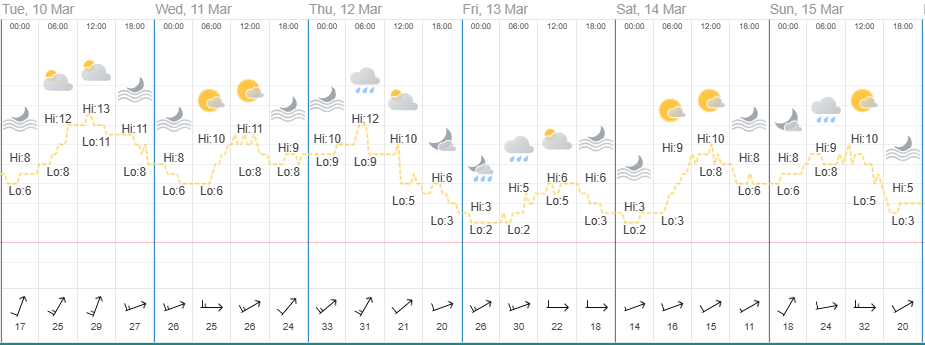 Tue, 10 Mar Wed, 11 Mar Thu, 12 Mar Fri, 13 Mar Sat, 14 Mar Sun, 15 Mar
00:00 06:00 12:00 18:00 00:00 06:00 12:00 18:00 00:00 06:00 12:00 18:00 00:00 06:00 12:00 18:00 00:00 06:00 12:00 18:00 00:00 06:00 12:00 18:00
Hi:8 Hi:12 Hi:13 Hi:11 Hi:8 Hi:10 Hi:11 Hi:9 Hi:10 Hi:12 Hi:10 Hi:6 Hi:3 Hi:5 Hi:6 Hi:6 Hi:3 Hi:9 Hi:10 Hi:8 Hi:8 Hi:9 Hi:10 Hi:5
Lo:6 Lo:8 Lo:11 Lo:8 Lo:6 Lo:6 Lo:8 Lo:8 Lo:9 Lo:9 Lo:5 Lo:3 Lo:2 Lo:2 Lo:5 Lo:3 Lo:2 Lo:3 Lo:8 Lo:6 Lo:6 Lo:8 Lo:5 Lo:3
17 25 29 27 26 25 26 24 33 31 21 20 26 30 22 18 14 16 15 11 18 24 32 20